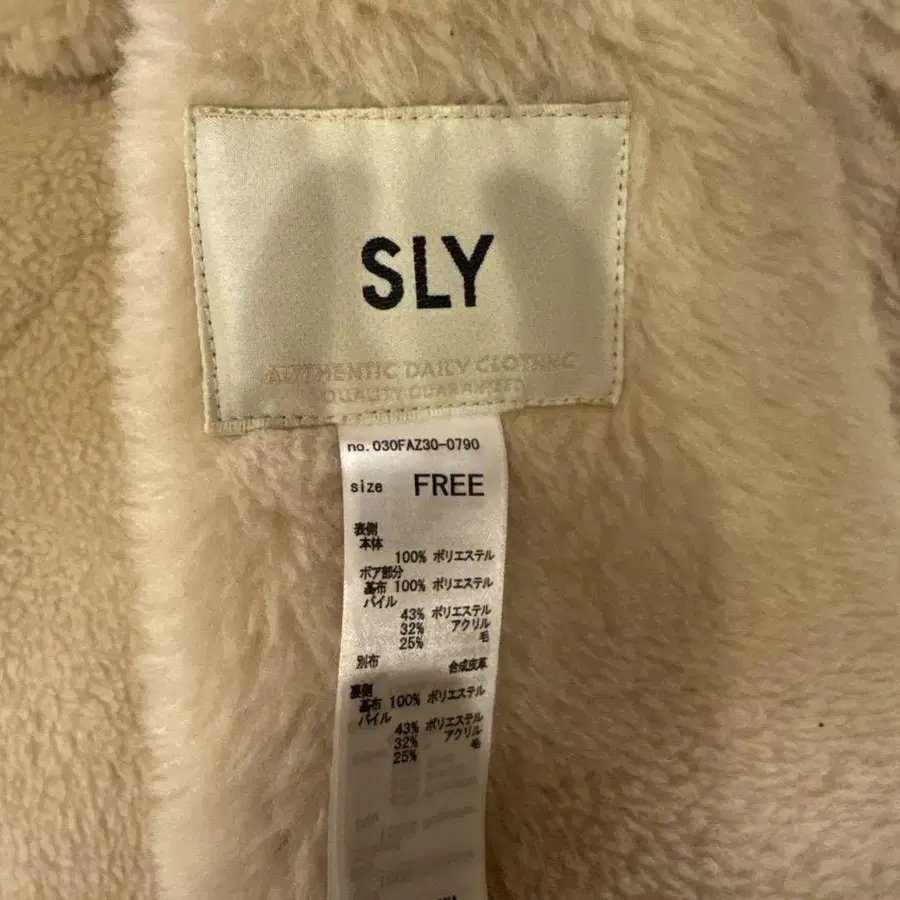 SLY
AUTHENTIC DAILY CLOTHING
QUALITY GUARANTEED
no.030FAZ30-0790
size FREE
表側
本体
100% ポリエステル
ボア部分
基布 100% ポリエステル
パイル
43% ポリエステル
32% アクリル
25% 毛
別布 合成皮革
裏側
基布 100% ポリエステル
パイル
43% ポリエステル
32% アクリル
25% 毛